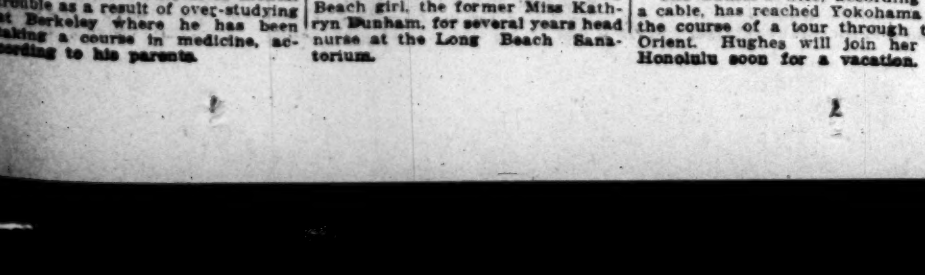 trouble as a result of over-studying
at Berkeley where he has been
taking a course in medicine, ac-
cording to his parents.
Beach girl, the former Miss Kath-
ryn Dunham, for several years head
nurse at the Long Beach Sana-
torium.
a cable, has reached Yokohama
the course of a tour through
Orient. Hughes will join her
Honolulu soon for a vacation.